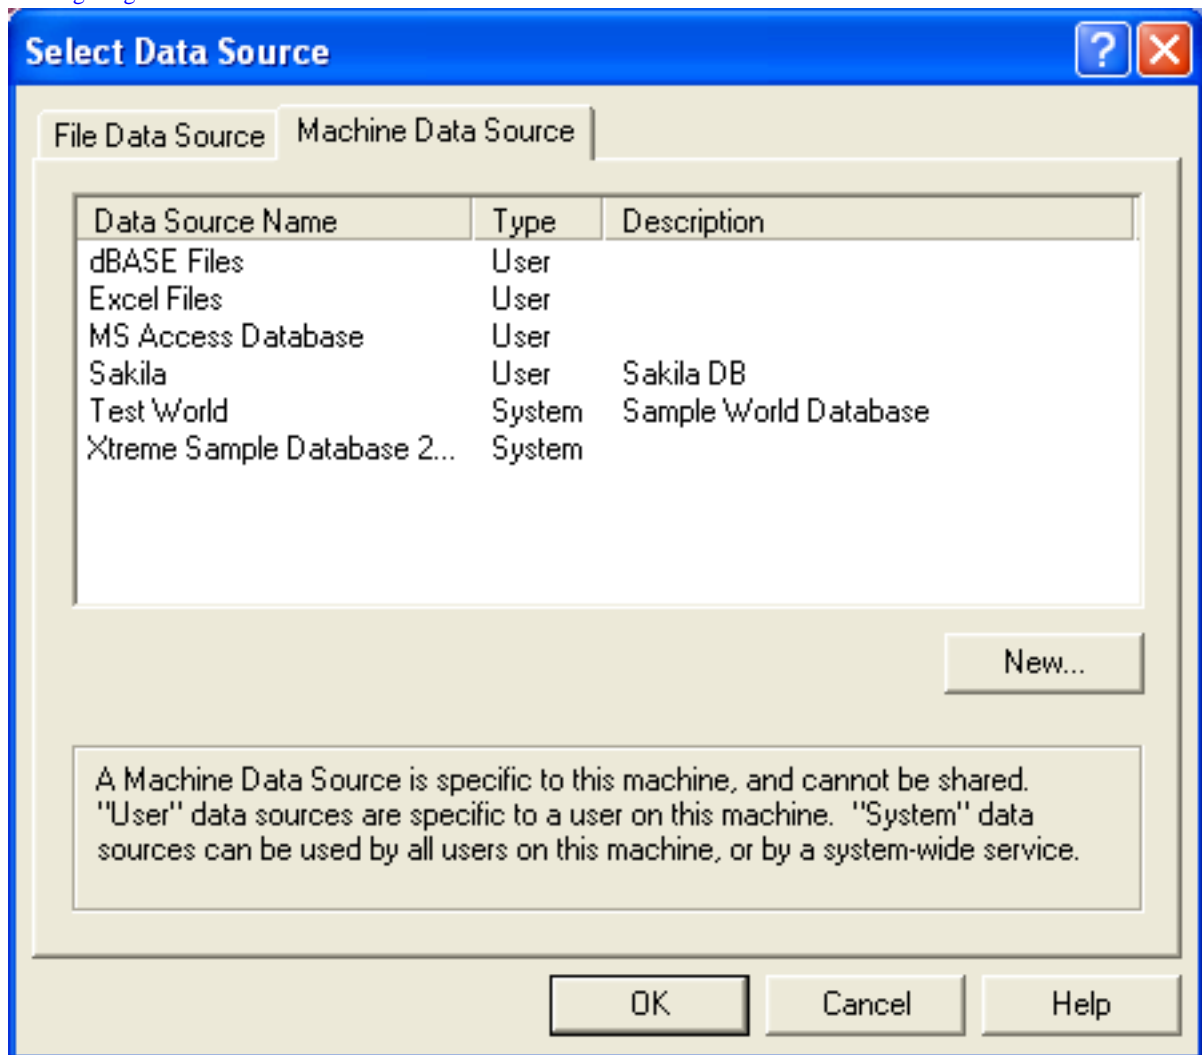 Select Data Source
File Data Source Machine Data Source
Data Source Name Type Description
dBASE Files User
Excel Files User
MS Access Database User
Sakila User Sakila DB
Test World System Sample World Database
Xtreme Sample Database 2... System
New...
A Machine Data Source is specific to this machine, and cannot be shared.
"User" data sources are specific to a user on this machine. "System" data
sources can be used by all users on this machine, or by a system-wide service.
OK Cancel Help